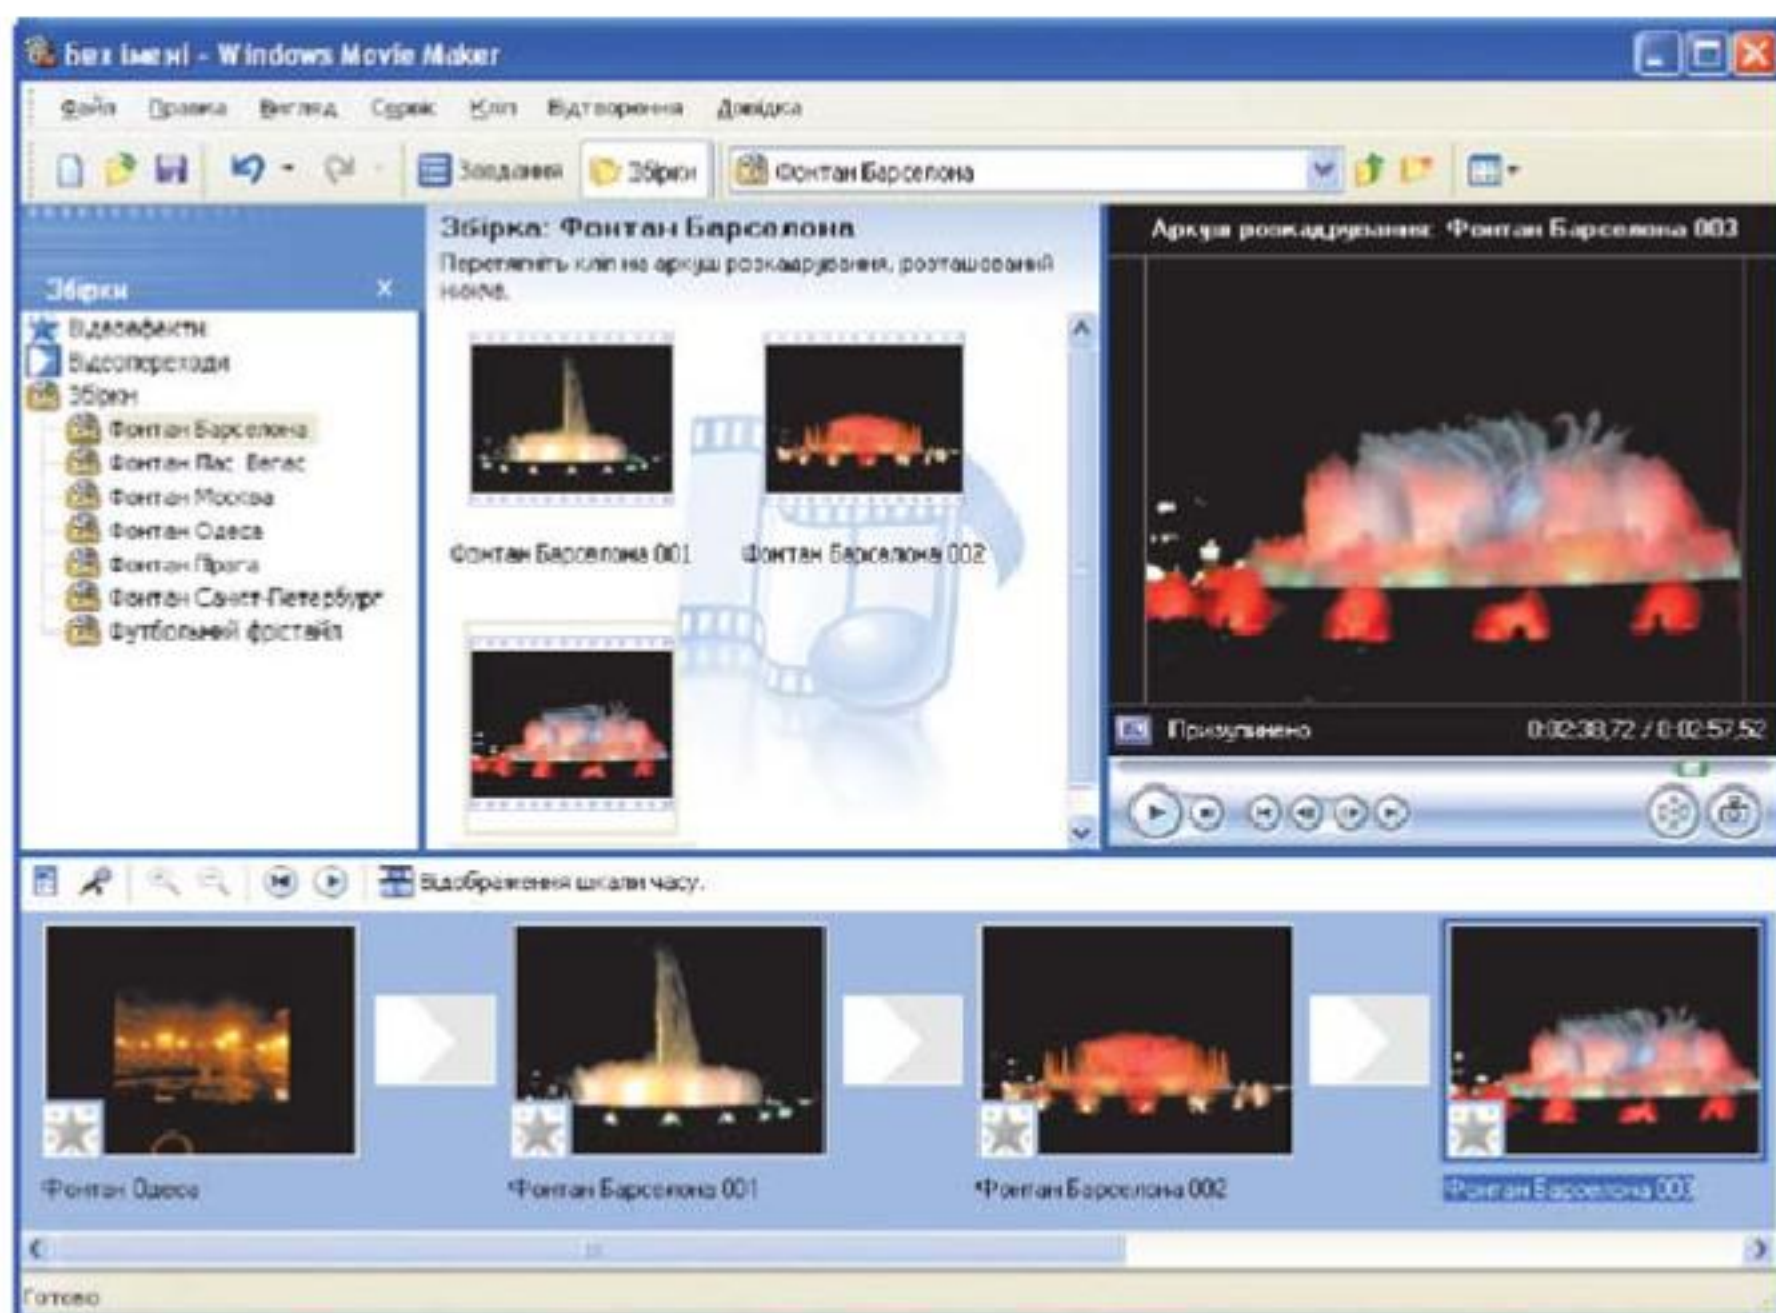 Без імені - Windows Movie Maker
Файл Правка Вигляд Сервіс Кліп Відтворення Довідка
Завдання Збірки Фонтан Барселона
Збірки
Відеоефекти
Відеопереходи
Збірки
Фонтан Барселона
Фонтан Лас Вегас
Фонтан Москва
Фонтан Одеса
Фонтан Прага
Фонтан Санкт-Петербург
Футбольний фрістайл
Збірка: Фонтан Барселона
Перетягніть кліп на аркуш розкадрування, розташований
нижче.
Фонтан Барселона 001 Фонтан Барселона 002
Аркуш розкадрування: Фонтан Барселона 003
Призупинено 0:02:38,72 / 0:02:57,52
Відображення шкали часу.
Фонтан Одеса Фонтан Барселона 001 Фонтан Барселона 002 Фонтан Барселона 003
Готово